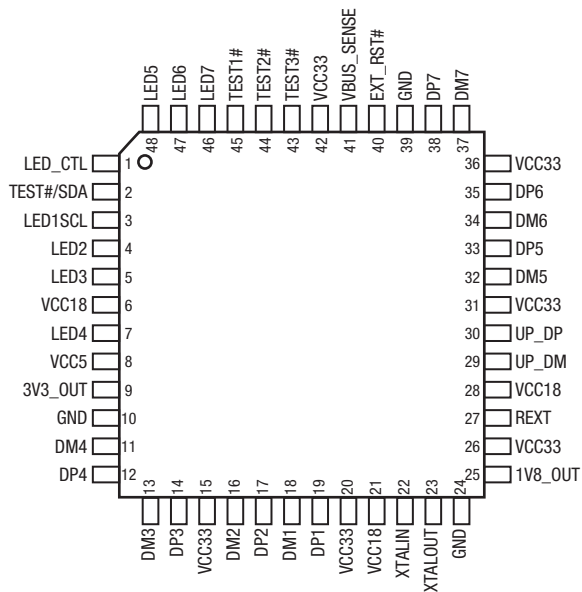 LED5 LED6 LED7 TEST1# TEST2# TEST3# VCC33 VBUS_SENSE EXT_RST# GND DP7 DM7
48 47 46 45 44 43 42 41 40 39 38 37
LED_CTL 1 36 VCC33
TEST#/SDA 2 35 DP6
LED1SCL 3 34 DM6
LED2 4 33 DP5
LED3 5 32 DM5
VCC18 6 31 VCC33
LED4 7 30 UP_DP
VCC5 8 29 UP_DM
3V3_OUT 9 28 VCC18
GND 10 27 REXT
DM4 11 26 VCC33
DP4 12 25 1V8_OUT
13 14 15 16 17 18 19 20 21 22 23 24
DM3 DP3 VCC33 DM2 DP2 DM1 DP1 VCC33 VCC18 XTALIN XTALOUT GND